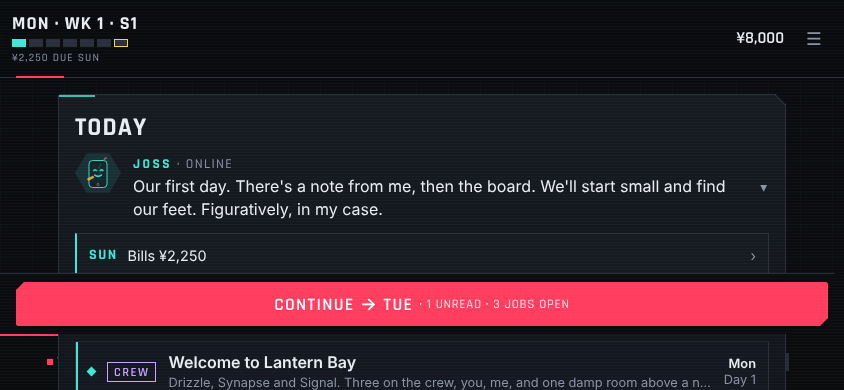 MON · WK 1 · S1
¥8,000
¥2,250 DUE SUN
TODAY
JOSS · ONLINE
Our first day. There's a note from me, then the board. We'll start small and find
our feet. Figuratively, in my case.
SUN Bills ¥2,250
CONTINUE → TUE · 1 UNREAD · 3 JOBS OPEN
CREW Welcome to Lantern Bay Mon
Drizzle, Synapse and Signal. Three on the crew, you, me, and one damp room above a n... Day 1